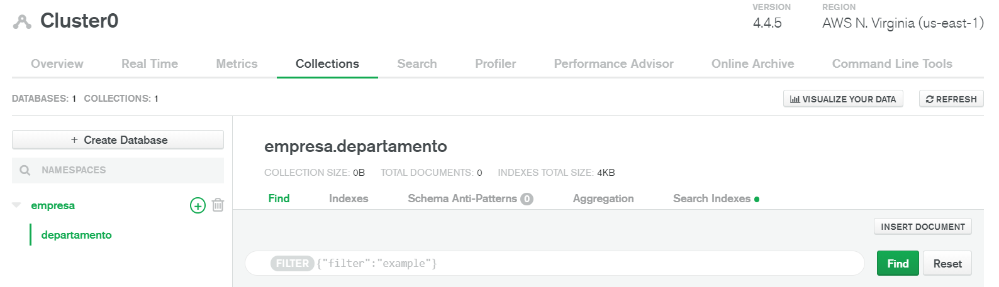 Cluster0
VERSION
4.4.5
REGION
AWS N. Virginia (us-east-1)
Overview Real Time Metrics Collections Search Profiler Performance Advisor Online Archive Command Line Tools
DATABASES: 1 COLLECTIONS: 1
VISUALIZE YOUR DATA
REFRESH
+ Create Database
NAMESPACES
empresa
departamento
empresa.departamento
COLLECTION SIZE: 0B TOTAL DOCUMENTS: 0 INDEXES TOTAL SIZE: 4KB
Find Indexes Schema Anti-Patterns 0 Aggregation Search Indexes
INSERT DOCUMENT
FILTER {"filter":"example"}
Find
Reset